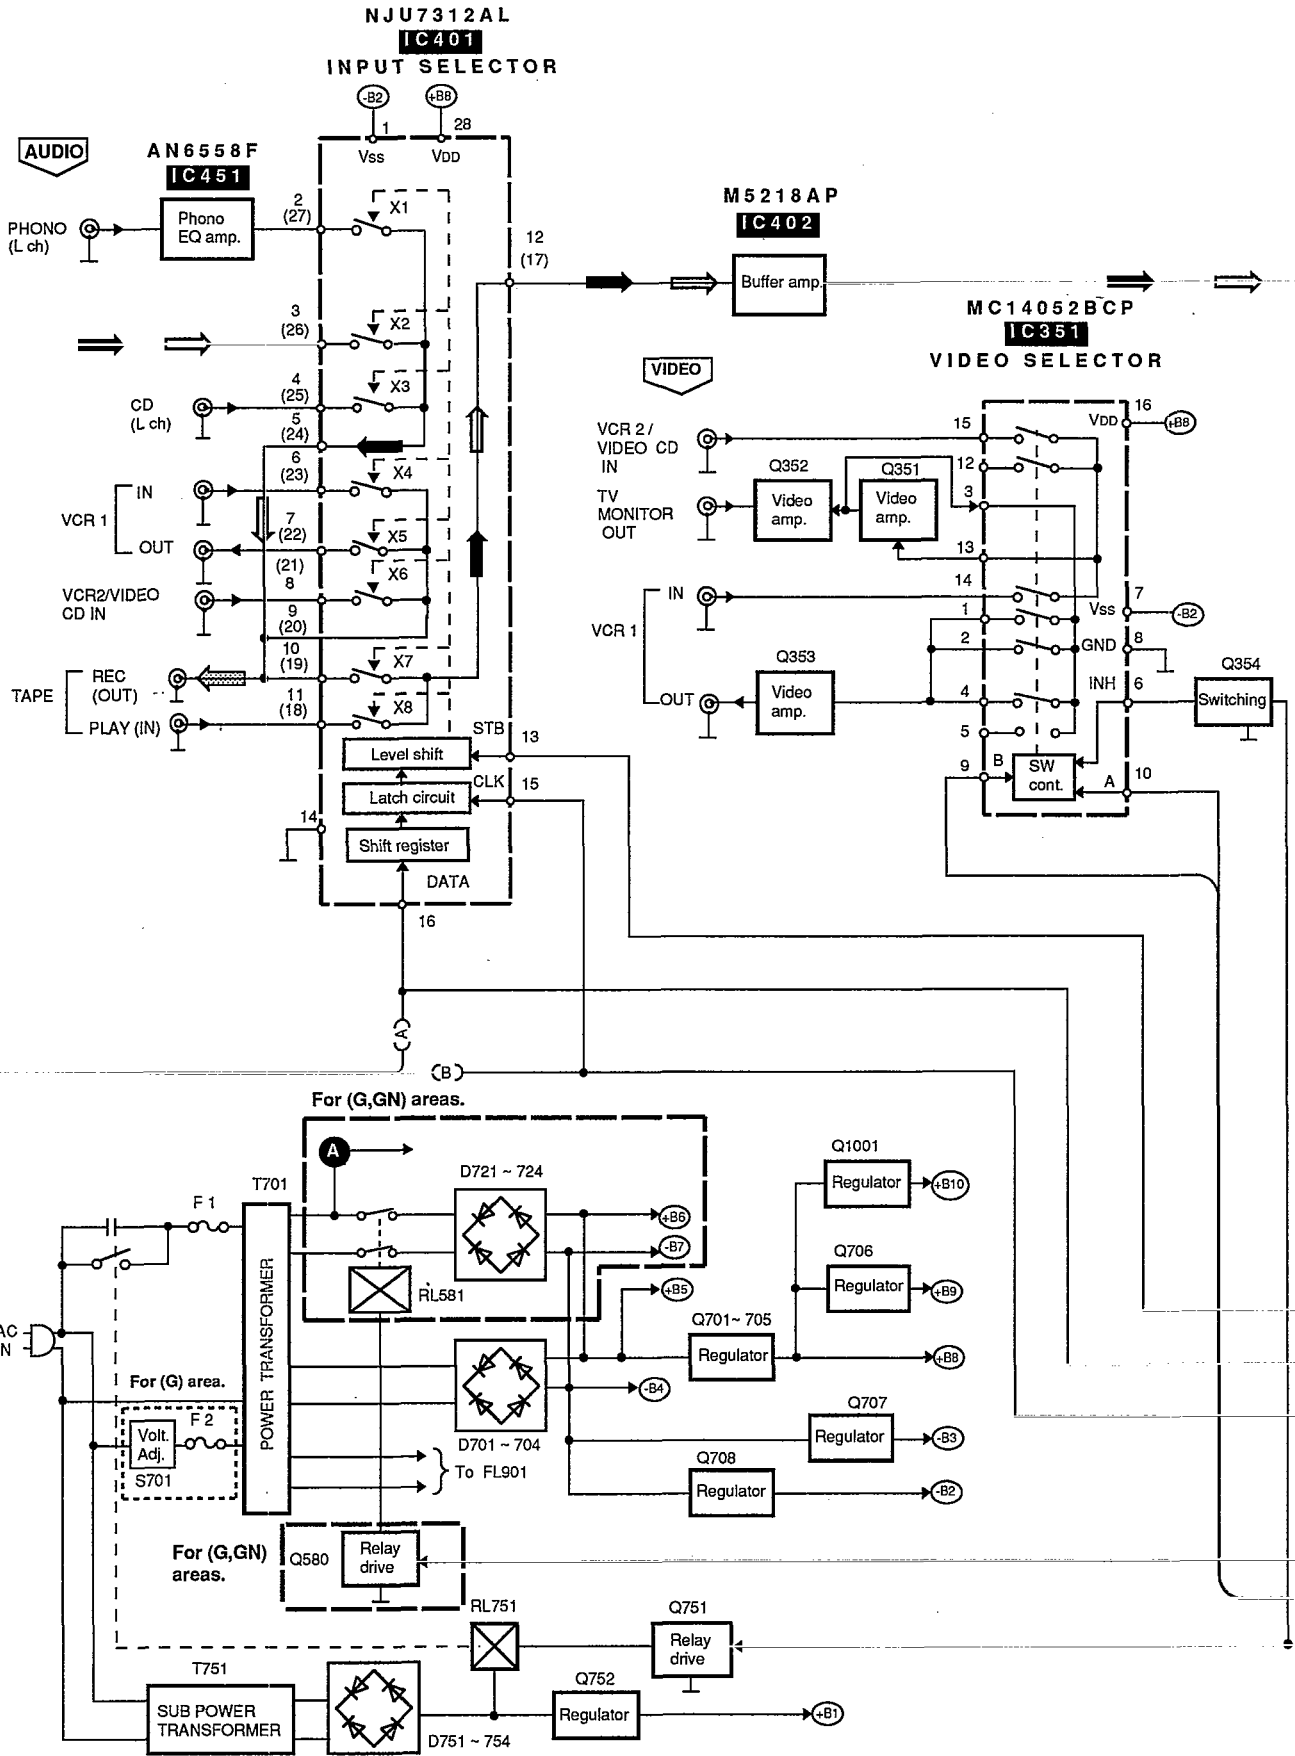 NJU7312AL
IC401
INPUT SELECTOR
-B2
+B8
1
28
VSS
VDD
AUDIO
AN6558F
IC451
PHONO
(L ch)
Phono
EQ amp.
2
(27)
X1
12
(17)
M5218AP
IC402
Buffer amp.
3
(26)
X2
4
(25)
X3
CD
(L ch)
5
(24)
6
(23)
X4
VCR 1
IN
7
(22)
X5
OUT
(21)
8
X6
VCR2/VIDEO
CD IN
9
(20)
10
(19)
X7
TAPE
REC
(OUT)
11
(18)
X8
PLAY (IN)
STB
13
Level shift
CLK
15
Latch circuit
14
Shift register
DATA
16
MC14052BCP
IC351
VIDEO SELECTOR
VIDEO
VCR 2 /
VIDEO CD
IN
15
VDD
16
+B8
12
TV
MONITOR
OUT
Q352
Video
amp.
Q351
Video
amp.
3
13
VCR 1
IN
14
7
VSS
-B2
1
2
GND
8
OUT
Q353
Video
amp.
4
INH
6
Q354
Switching
5
9
B
SW
cont.
A
10
A
B
For (G,GN) areas.
A
D721 ~ 724
+B6
-B7
RL581
+B5
T701
F 1
POWER TRANSFORMER
AC
IN
For (G) area.
Volt.
Adj.
F 2
S701
D701 ~ 704
-B4
To FL901
Q1001
Regulator
+B10
Q706
Regulator
+B9
Q701~ 705
Regulator
+B8
Q707
Regulator
-B3
Q708
Regulator
-B2
For (G,GN)
areas.
Q580
Relay
drive
RL751
Q751
Relay
drive
T751
SUB POWER
TRANSFORMER
D751 ~ 754
Q752
Regulator
+B1